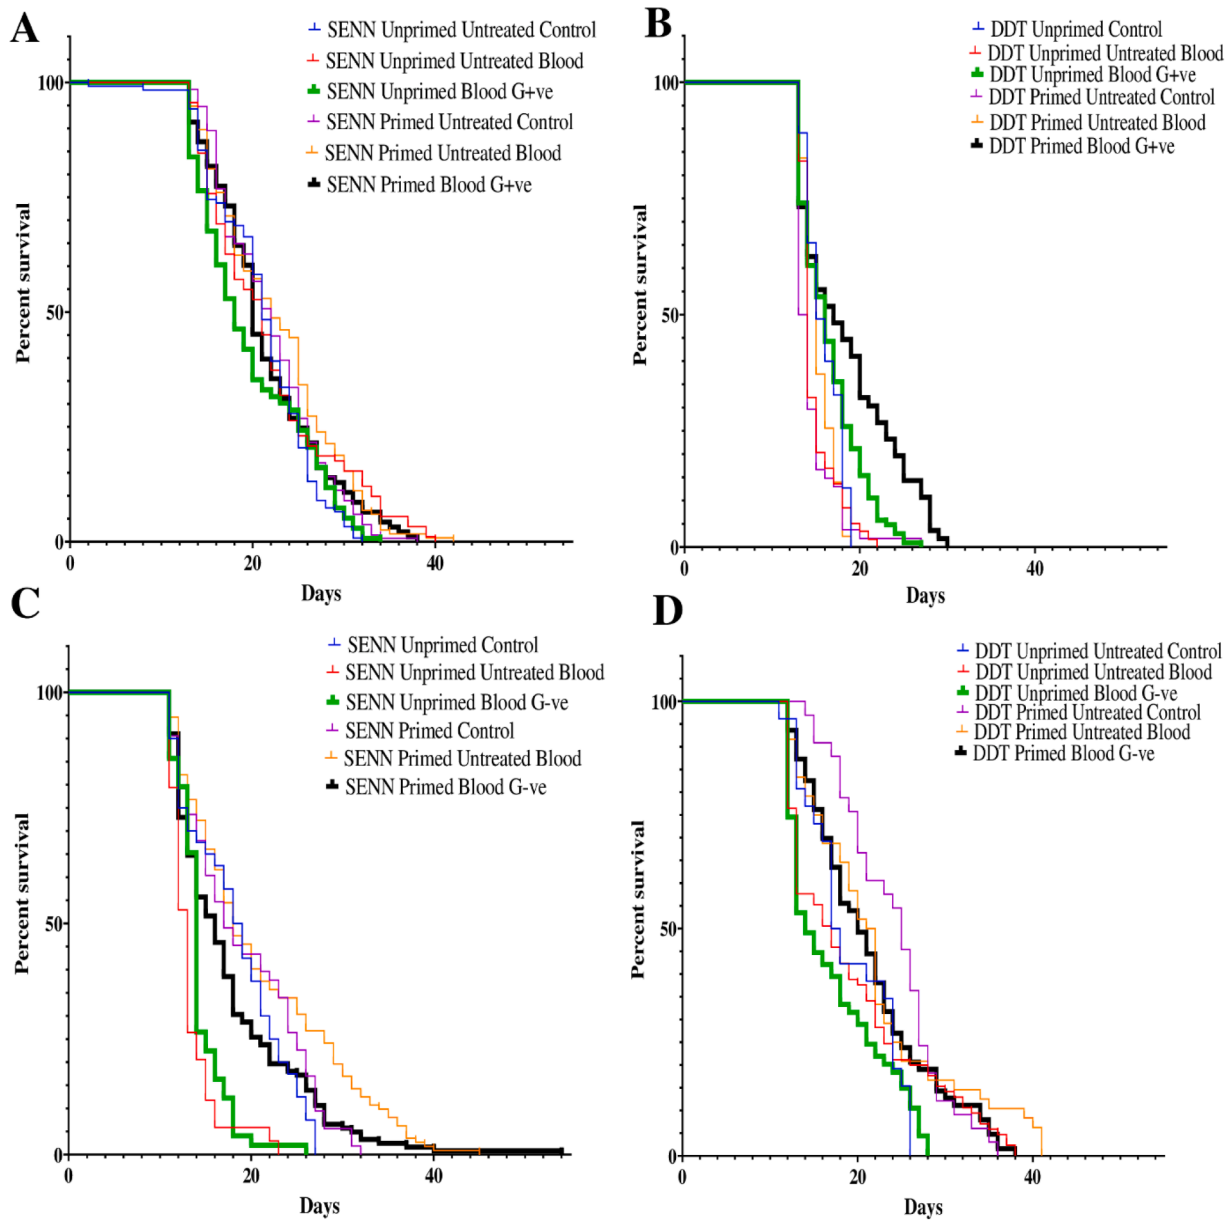 A
SENN Unprimed Untreated Control
SENN Unprimed Untreated Blood
SENN Unprimed Blood G+ve
SENN Primed Untreated Control
SENN Primed Untreated Blood
SENN Primed Blood G+ve
Percent survival
100
50
0
0 20 40
Days
B
DDT Unprimed Control
DDT Unprimed Untreated Blood
DDT Unprimed Blood G+ve
DDT Primed Untreated Control
DDT Primed Untreated Blood
DDT Primed Blood G+ve
Percent survival
100
50
0
0 20 40
Days
C
SENN Unprimed Control
SENN Unprimed Untreated Blood
SENN Unprimed Blood G-ve
SENN Primed Control
SENN Primed Untreated Blood
SENN Primed Blood G-ve
Percent survival
100
50
0
0 20 40
Days
D
DDT Unprimed Untreated Control
DDT Unprimed Untreated Blood
DDT Unprimed Blood G-ve
DDT Primed Untreated Control
DDT Primed Untreated Blood
DDT Primed Blood G-ve
Percent survival
100
50
0
0 20 40
Days